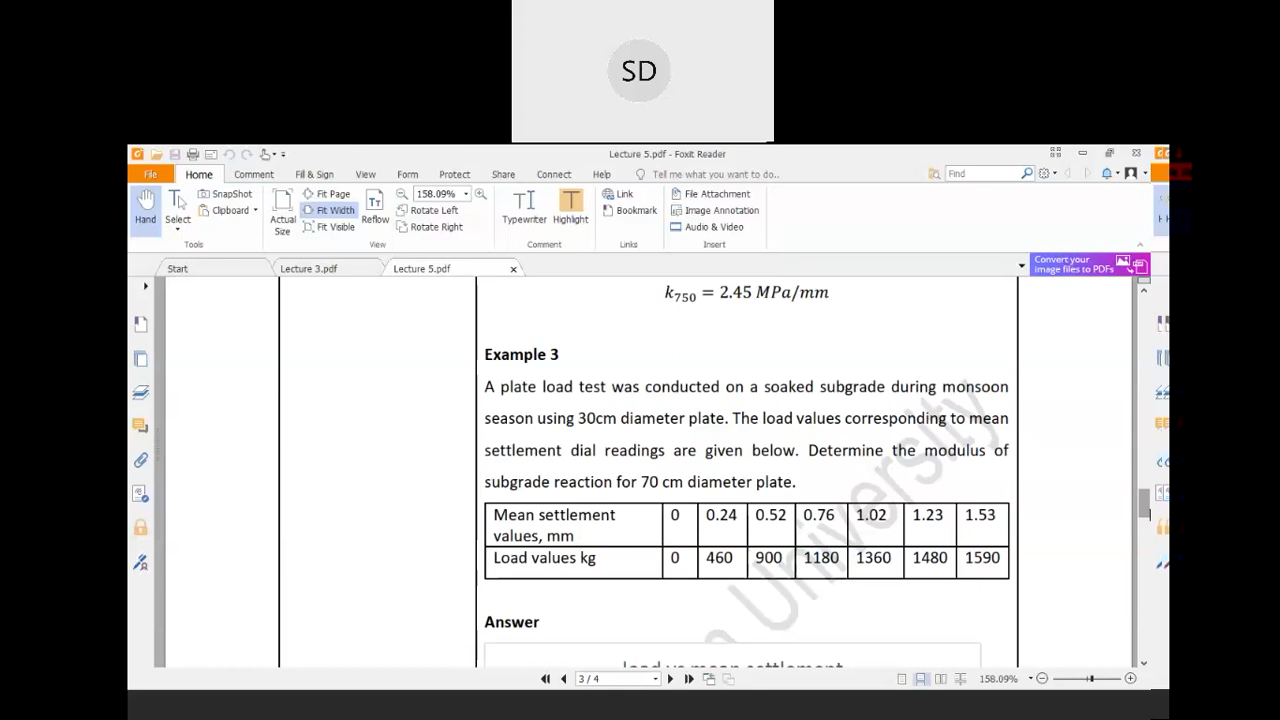 SD
Lecture 5.pdf - Foxit Reader
File Home Comment View Form Protect Share Connect Help Tell me what you want to do.. Find
Hand
Select
SnapShot
Clipboard
Tools
Actual Size
Fit Page
Fit Width
Fit Visible
Reflow
158.09%
Rotate Left
Rotate Right
View
Typewriter
Highlight
Comment
Link
Bookmark
Links
File Attachment
Image Annotation
Audio & Video
Insert
Start
Lecture 3.pdf
Lecture 5.pdf
Convert your
image files to PDFs
k750 = 2.45 MPa/mm
Example 3
A plate load test was conducted on a soaked subgrade during monsoon
season using 30cm diameter plate. The load values corresponding to mean
settlement dial readings are given below. Determine the modulus of
subgrade reaction for 70 cm diameter plate.
Mean settlement values, mm 0 0.24 0.52 0.76 1.02 1.23 1.53
Load values kg 0 460 900 1180 1360 1480 1590
Answer
load vs mean settlement
University
3 / 4
158.09%